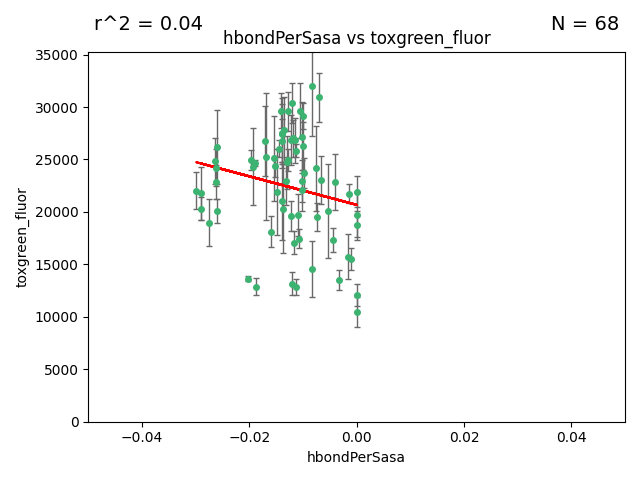 r^2 = 0.04
N = 68
hbondPerSasa vs toxgreen_fluor
35000
30000
25000
20000
15000
10000
5000
0
toxgreen_fluor
−0.04
−0.02
0.00
0.02
0.04
hbondPerSasa